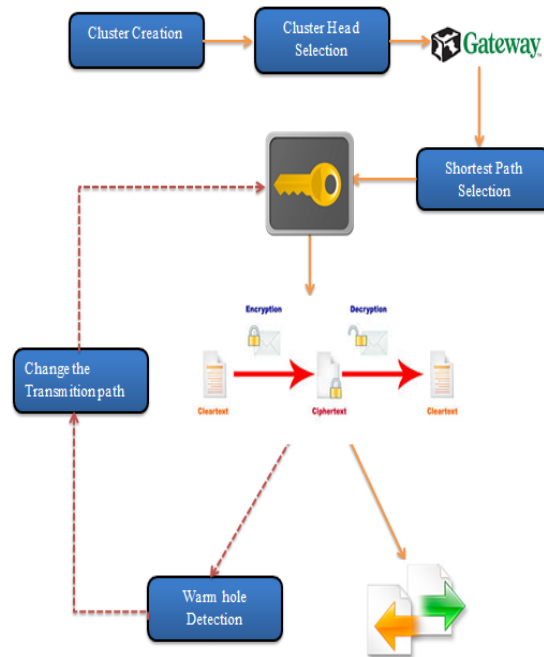 Cluster Creation
Cluster Head
Selection
Gateway™
Shortest Path
Selection
Encryption
Decryption
Change the
Transmition path
Cleartext
Ciphertext
Cleartext
Warm hole
Detection